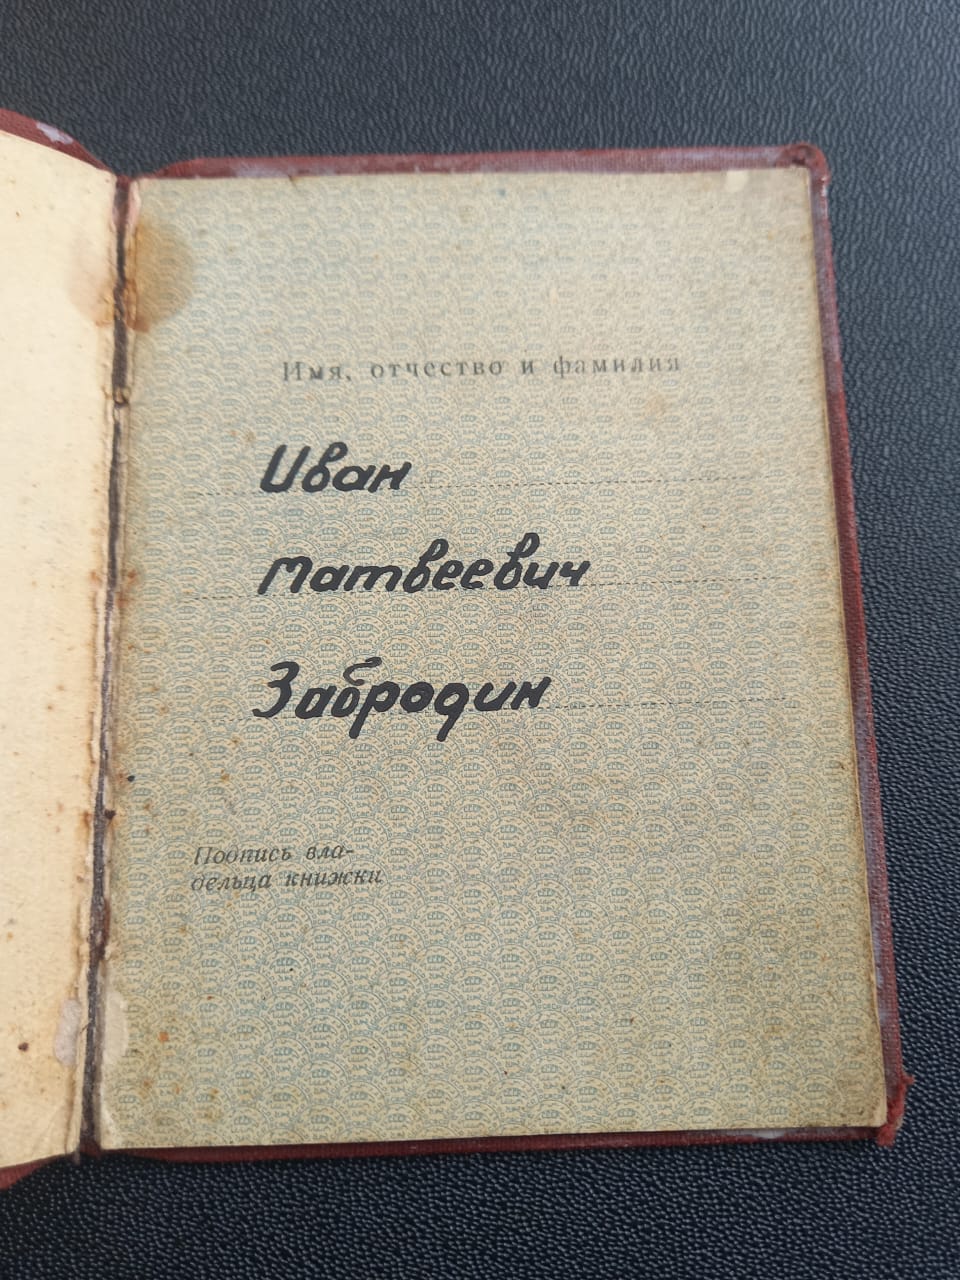 Имя, отчество и фамилия
Иван
Матвеевич
Забродин
Подпись вла-
дельца книжки